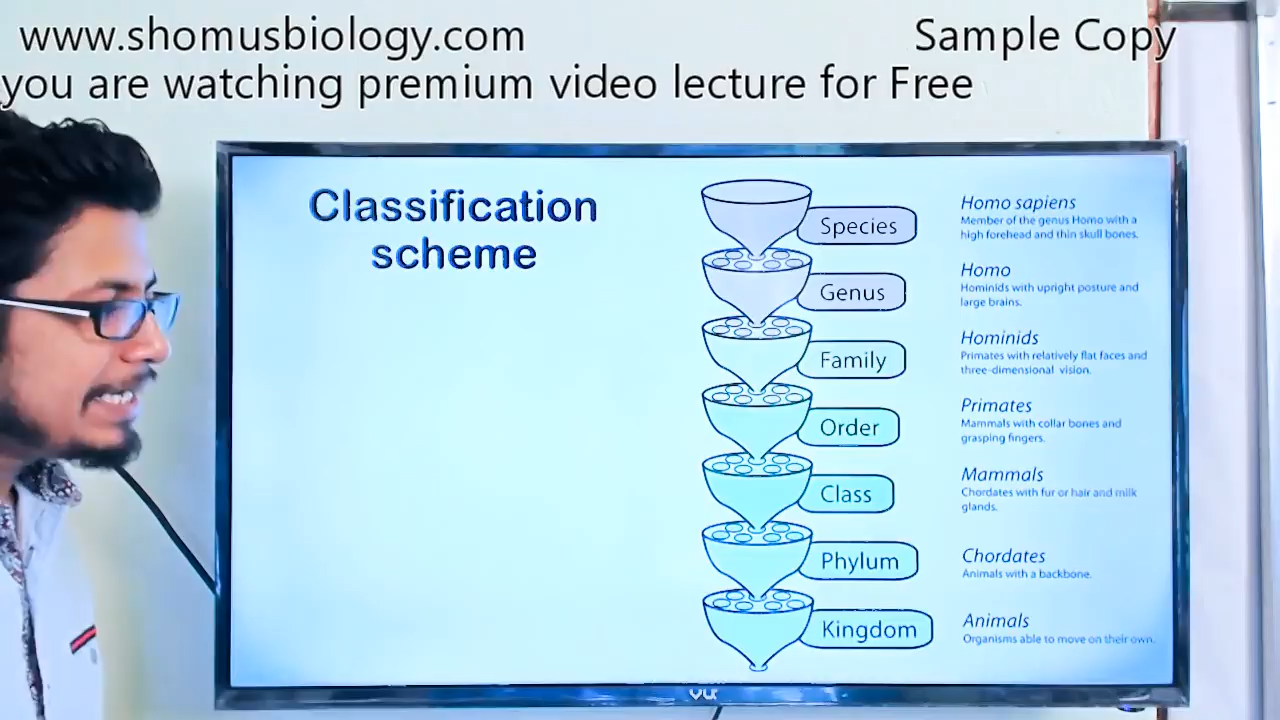 www.shomusbiology.com
Sample Copy
you are watching premium video lecture for Free
Classification
scheme
Species
Homo sapiens
Member of the genus Homo with a
high forehead and thin skull bones.
Genus
Homo
Hominids with upright posture and
large brains.
Family
Hominids
Primates with relatively flat faces and
three-dimensional vision.
Order
Primates
Mammals with collar bones and
grasping fingers.
Class
Mammals
Chordates with fur or hair and milk
glands.
Phylum
Chordates
Animals with a backbone.
Kingdom
Animals
Organisms able to move on their own.
VU